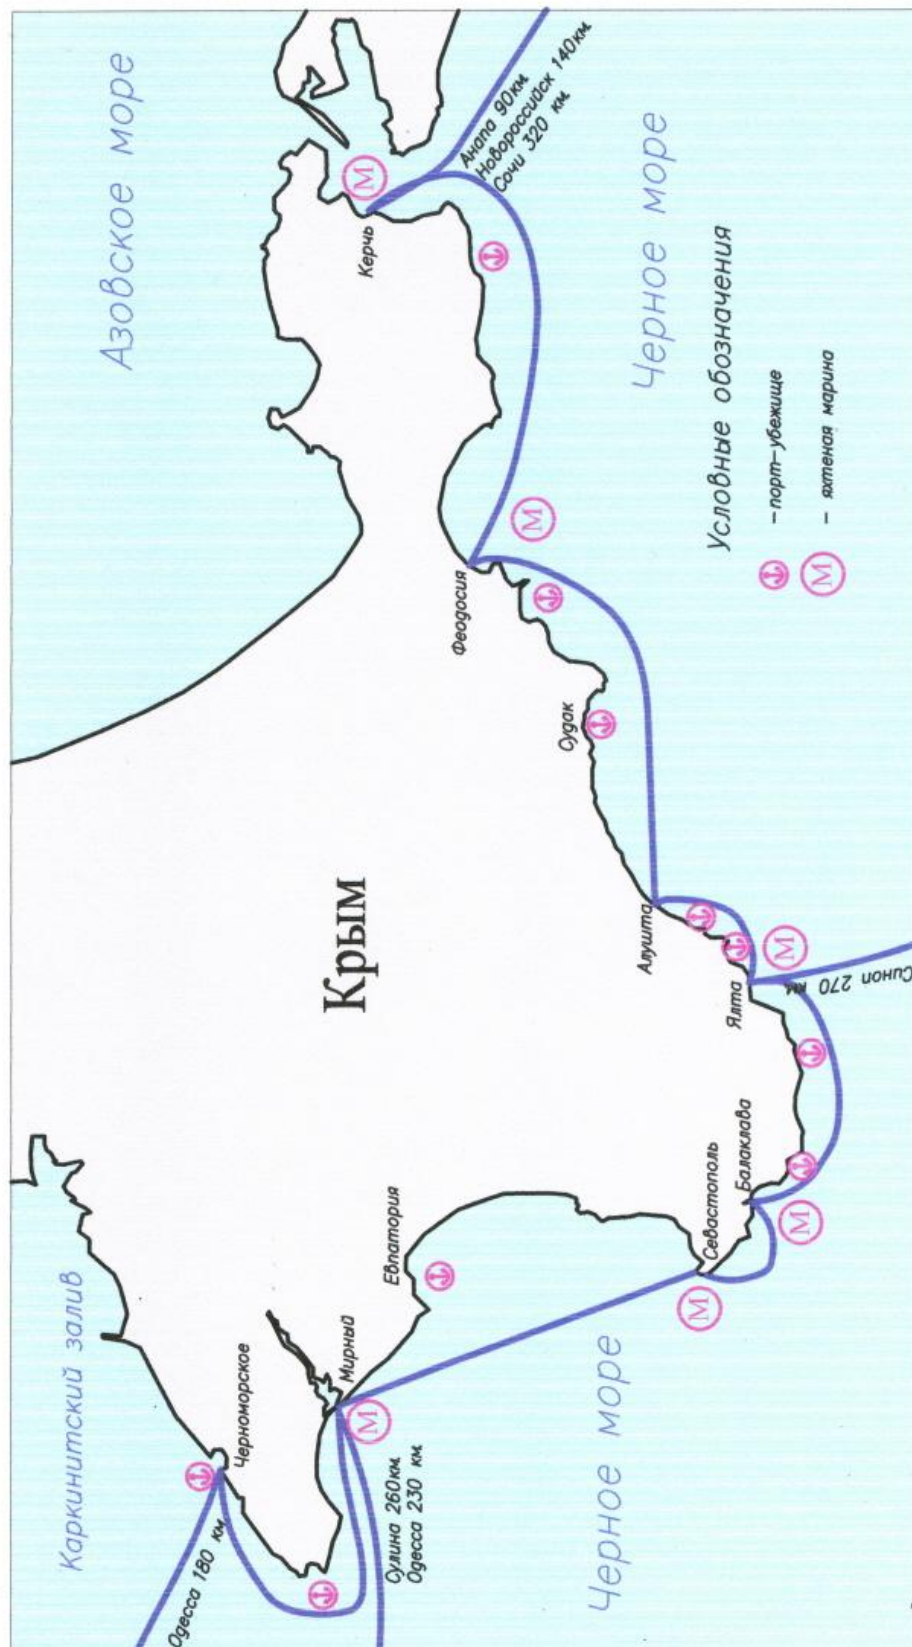 Каркинитский залив
Азовское море
Одесса 180 км.
Черноморское
Мирный
Евпатория
Сулина 260км.
Одесса 230 км.
Крым
Керчь
Анапа 90км.
Новороссийск 140км.
Сочи 320 км.
Феодосия
Судак
Алушта
Ялта
Севастополь
Балаклава
Синоп 270 км.
Черное море
Черное море
Условные обозначения
– порт–убежище
M – яхтеная марина
M
M
M
M
M
M